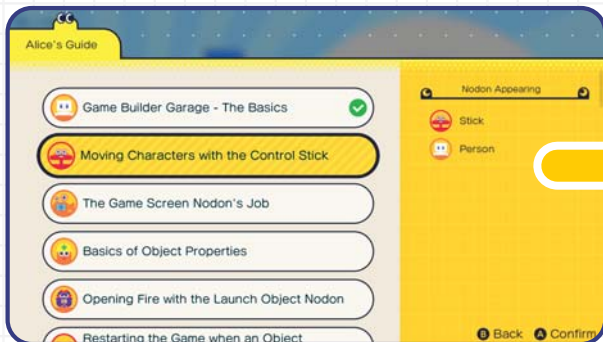 Alice's Guide
Game Builder Garage - The Basics
Moving Characters with the Control Stick
The Game Screen Nodon's Job
Basics of Object Properties
Opening Fire with the Launch Object Nodon
Restarting the Game when an Object
Nodon Appearing
Stick
Person
B Back A Confirm